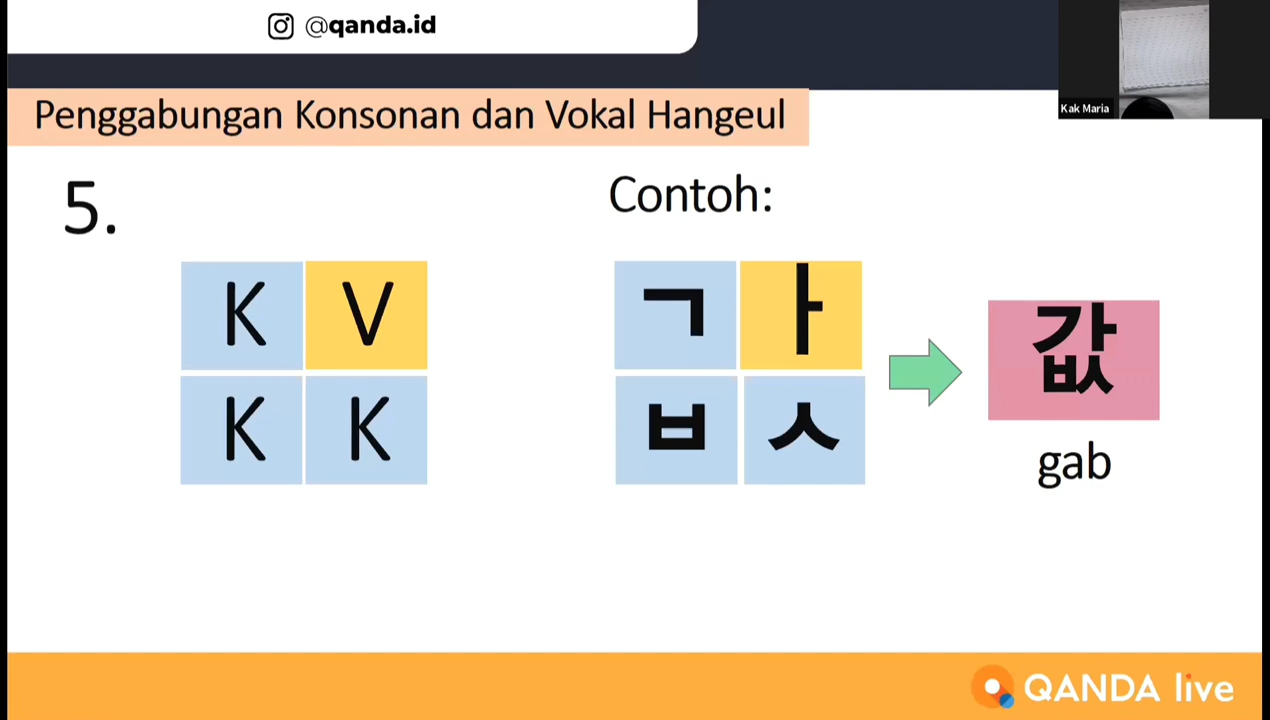 @qanda.id
Kak Maria
Penggabungan Konsonan dan Vokal Hangeul
5.
Contoh:
K V
K K
ㄱ ㅏ
ㅂ ㅅ
값
gab
QANDA live